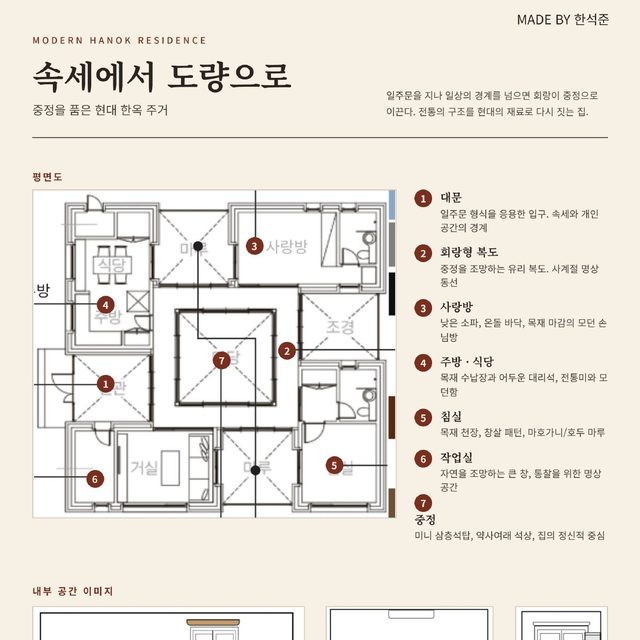 MADE BY 한석준
MODERN HANOK RESIDENCE
속세에서 도량으로
중정을 품은 현대 한옥 주거
일주문을 지나 일상의 경계를 넘으면 회랑이 중정으로
이끈다. 전통의 구조를 현대의 재료로 다시 짓는 집.
평면도
마루
3
사랑방
식당
방
4
주방
조경
2
7
1
거실
6
5
마루
1 대문
일주문 형식을 응용한 입구. 속세와 개인
공간의 경계
2 회랑형 복도
중정을 조망하는 유리 복도. 사계절 명상
동선
3 사랑방
낮은 소파, 온돌 바닥, 목재 마감의 모던 손
님방
4 주방 · 식당
목재 수납장과 어두운 대리석, 전통미와 모
던함
5 침실
목재 천장, 창살 패턴, 마호가니/호두 마루
6 작업실
자연을 조망하는 큰 창, 통찰을 위한 명상
공간
7
중정
미니 삼층석탑, 약사여래 석상, 집의 정신적 중심
내부 공간 이미지